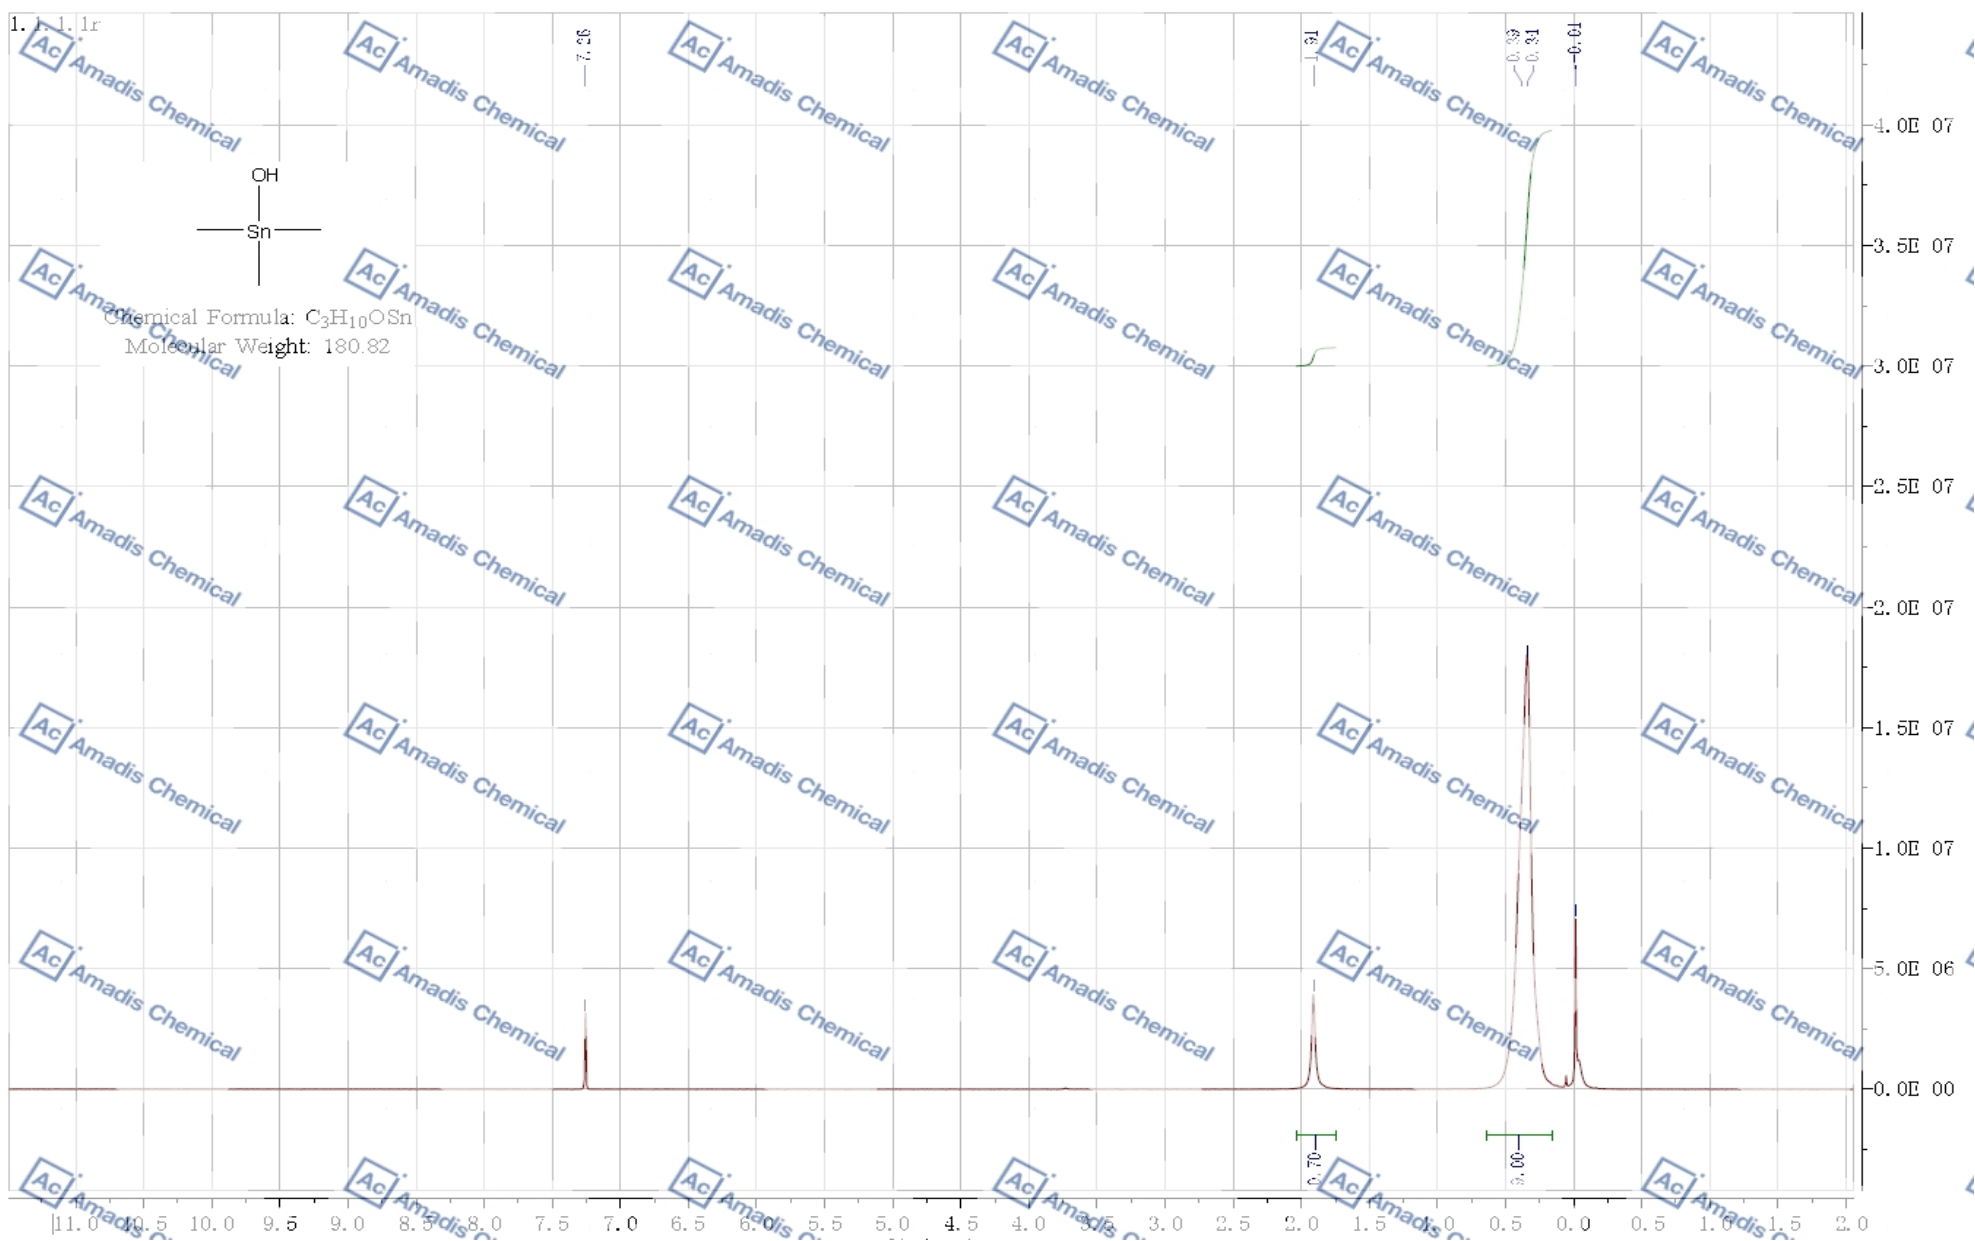 1. 1. 1. 1r
7.26
1.91
0.39
0.31
-0.01
OH
Sn
Chemical Formula: C₃H₁₀OSn
Molecular Weight: 180.82
4.0E 07
3.5E 07
3.0E 07
2.5E 07
2.0E 07
1.5E 07
1.0E 07
5.0E 06
0.0E 00
0.70
9.00
11.0 10.5 10.0 9.5 9.0 8.5 8.0 7.5 7.0 6.5 6.0 5.5 5.0 4.5 4.0 3.5 3.0 2.5 2.0 1.5 1.0 0.5 0.0 0.5 1.0 1.5 2.0
Ac Amadis Chemical